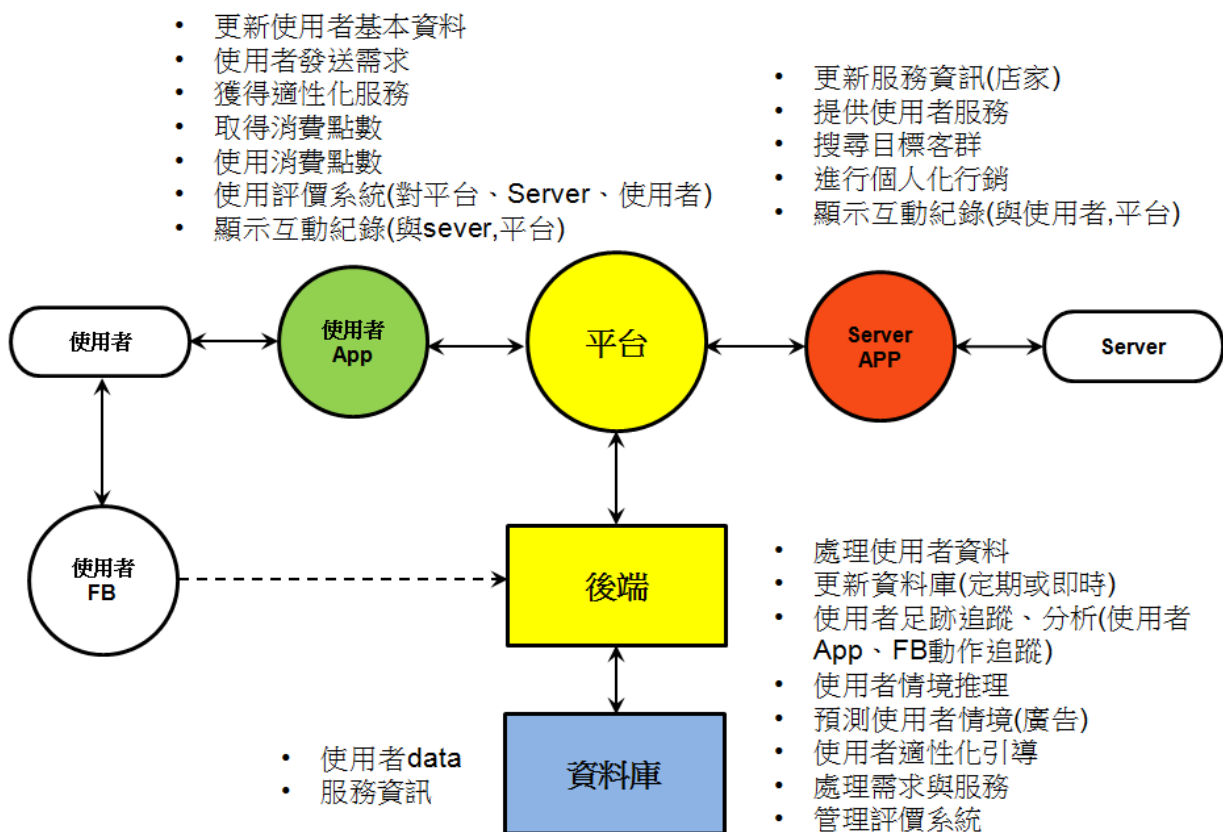 • 更新使用者基本資料
• 使用者發送需求
• 獲得適性化服務
• 取得消費點數
• 使用消費點數
• 使用評價系統(對平台、Server、使用者)
• 顯示互動紀錄(與sever,平台)
• 更新服務資訊(店家)
• 提供使用者服務
• 搜尋目標客群
• 進行個人化行銷
• 顯示互動紀錄(與使用者,平台)
使用者
使用者
App
平台
Server
APP
Server
使用者
FB
後端
• 處理使用者資料
• 更新資料庫(定期或即時)
• 使用者足跡追蹤、分析(使用者
App、FB動作追蹤)
• 使用者情境推理
• 預測使用者情境(廣告)
• 使用者適性化引導
• 處理需求與服務
• 管理評價系統
• 使用者data
• 服務資訊
資料庫